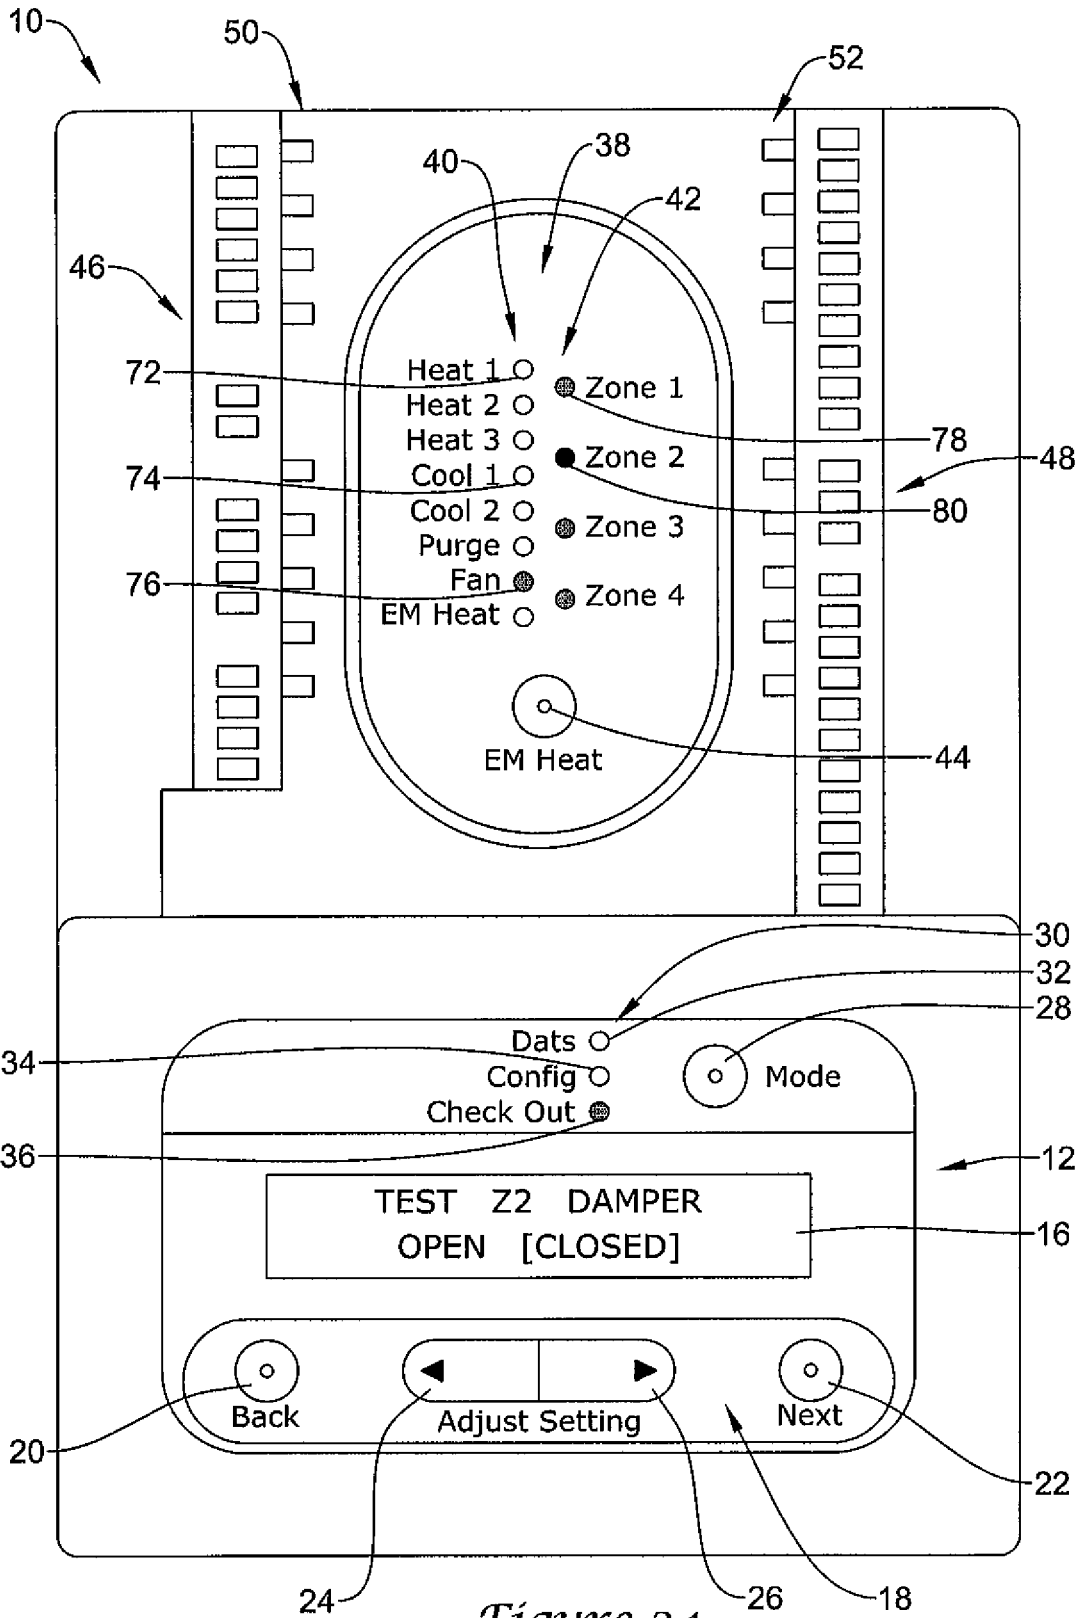 10
50
52
38
40
42
46
72
Heat 1
Zone 1
Heat 2
78
Heat 3
48
Zone 2
74
Cool 1
80
Cool 2
Zone 3
Purge
76
Fan
Zone 4
EM Heat
44
EM Heat
30
32
28
Dats
34
Config
Mode
Check Out
36
12
TEST Z2 DAMPER
16
OPEN [CLOSED]
Back
Adjust Setting
Next
20
22
24
26
18
Figure 24